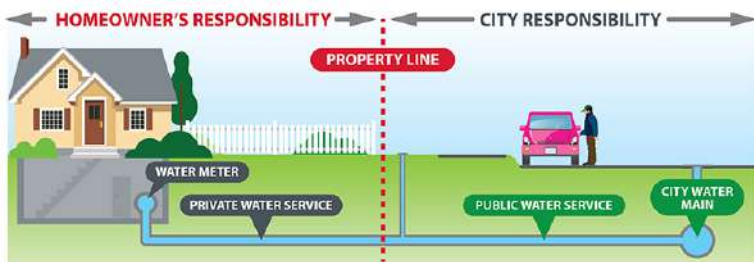 HOMEOWNER'S RESPONSIBILITY
CITY RESPONSIBILITY
PROPERTY LINE
WATER METER
PRIVATE WATER SERVICE
PUBLIC WATER SERVICE
CITY WATER
MAIN